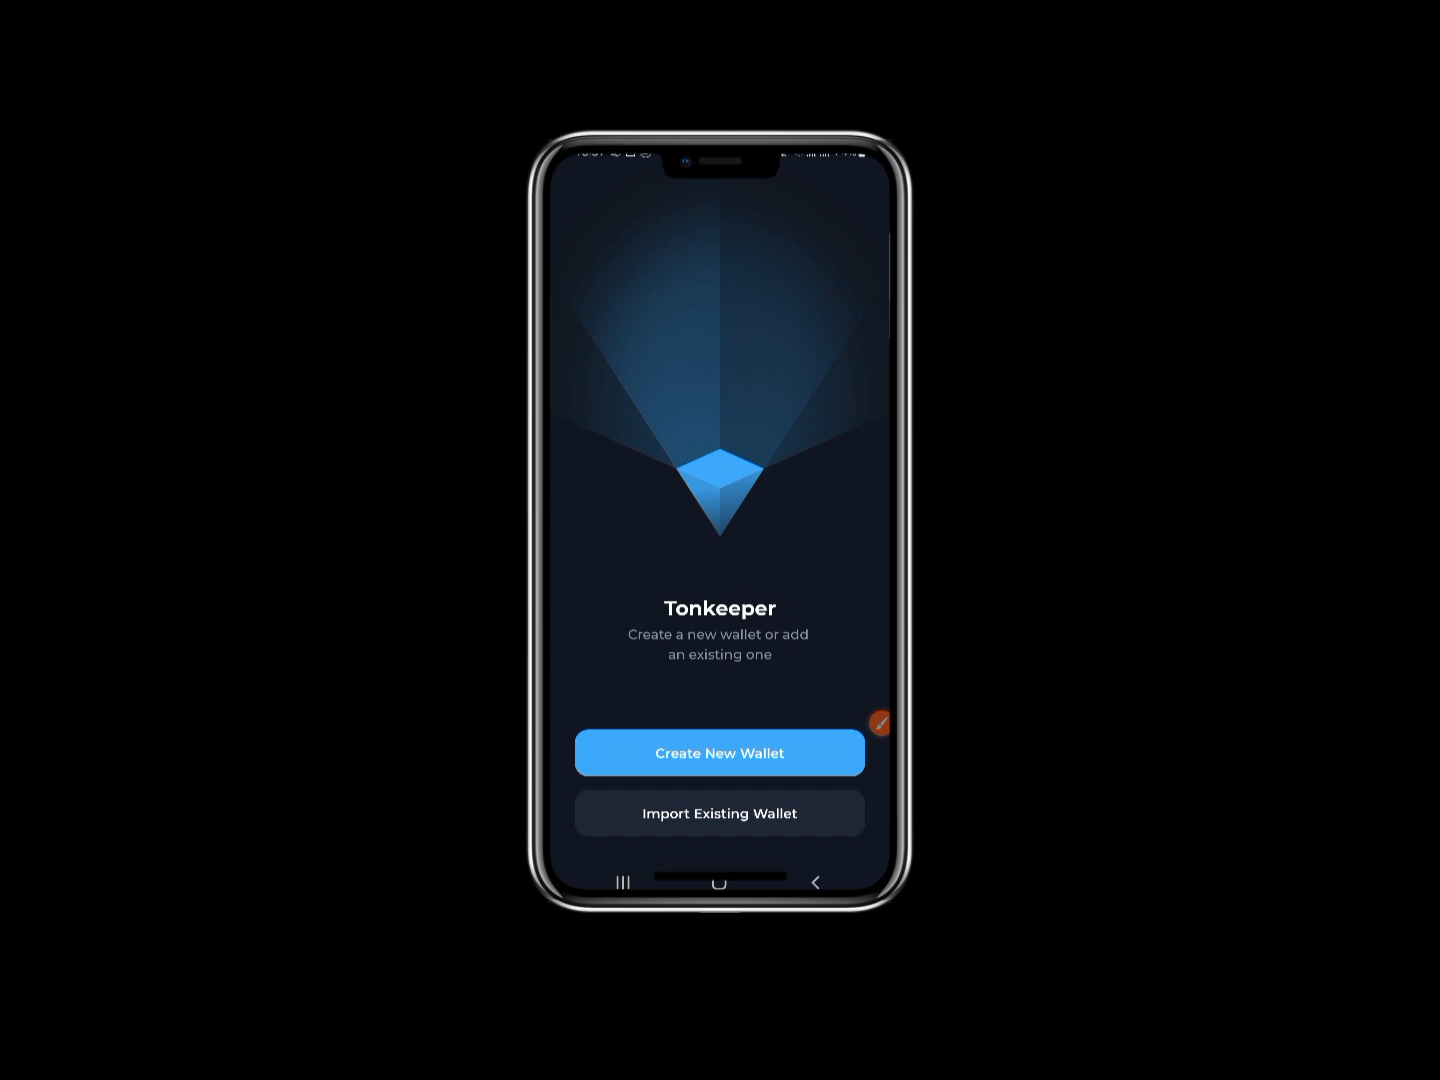 Tonkeeper
Create a new wallet or add
an existing one
Create New Wallet
Import Existing Wallet